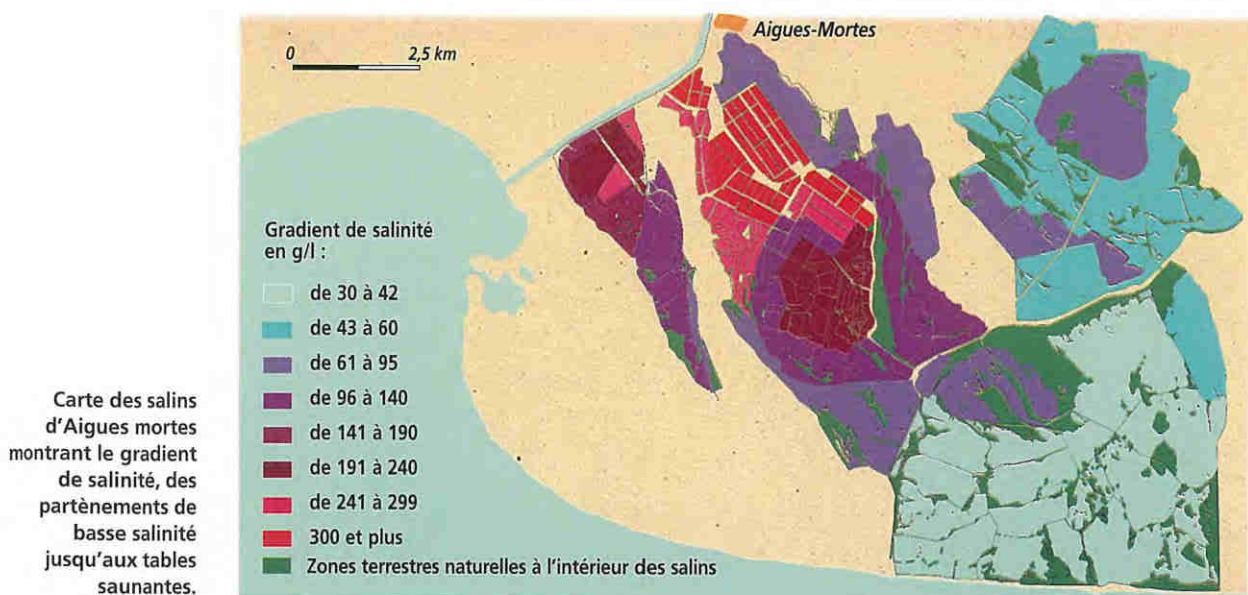 Aigues-Mortes
0 2,5 km
Gradient de salinité
en g/l :
de 30 à 42
de 43 à 60
de 61 à 95
de 96 à 140
de 141 à 190
de 191 à 240
de 241 à 299
300 et plus
Zones terrestres naturelles à l'intérieur des salins
Carte des salins
d'Aigues mortes
montrant le gradient
de salinité, des
partènements de
basse salinité
jusqu'aux tables
saunantes.